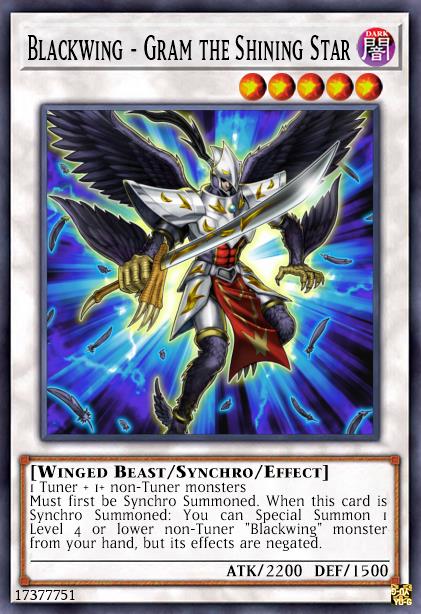 BLACKWING - GRAM THE SHINING STAR
DARK
闇
[WINGED BEAST/SYNCHRO/EFFECT]
1 Tuner + 1+ non-Tuner monsters
Must first be Synchro Summoned. When this card is
Synchro Summoned: You can Special Summon 1
Level 4 or lower non-Tuner "Blackwing" monster
from your hand, but its effects are negated.
ATK/2200 DEF/1500
17377751